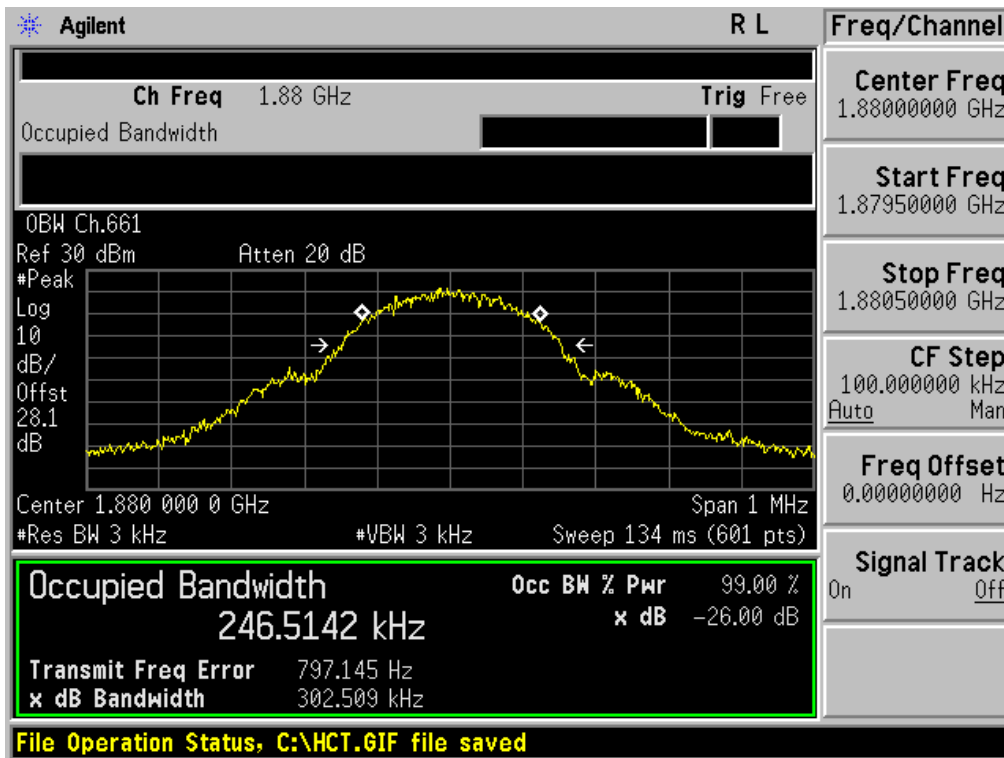 Agilent R L Freq/Channel
Ch Freq 1.88 GHz Trig Free
Occupied Bandwidth
Center Freq
1.88000000 GHz
Start Freq
1.87950000 GHz
Stop Freq
1.88050000 GHz
CF Step
100.000000 kHz
Auto Man
Freq Offset
0.00000000 Hz
Signal Track
On Off
OBW Ch.661
Ref 30 dBm Atten 20 dB
#Peak
Log
10
dB/
Offst
28.1
dB
Center 1.880 000 0 GHz Span 1 MHz
#Res BW 3 kHz #VBW 3 kHz Sweep 134 ms (601 pts)
Occupied Bandwidth Occ BW % Pwr 99.00 %
246.5142 kHz x dB -26.00 dB
Transmit Freq Error 797.145 Hz
x dB Bandwidth 302.509 kHz
File Operation Status, C:\HCT.GIF file saved